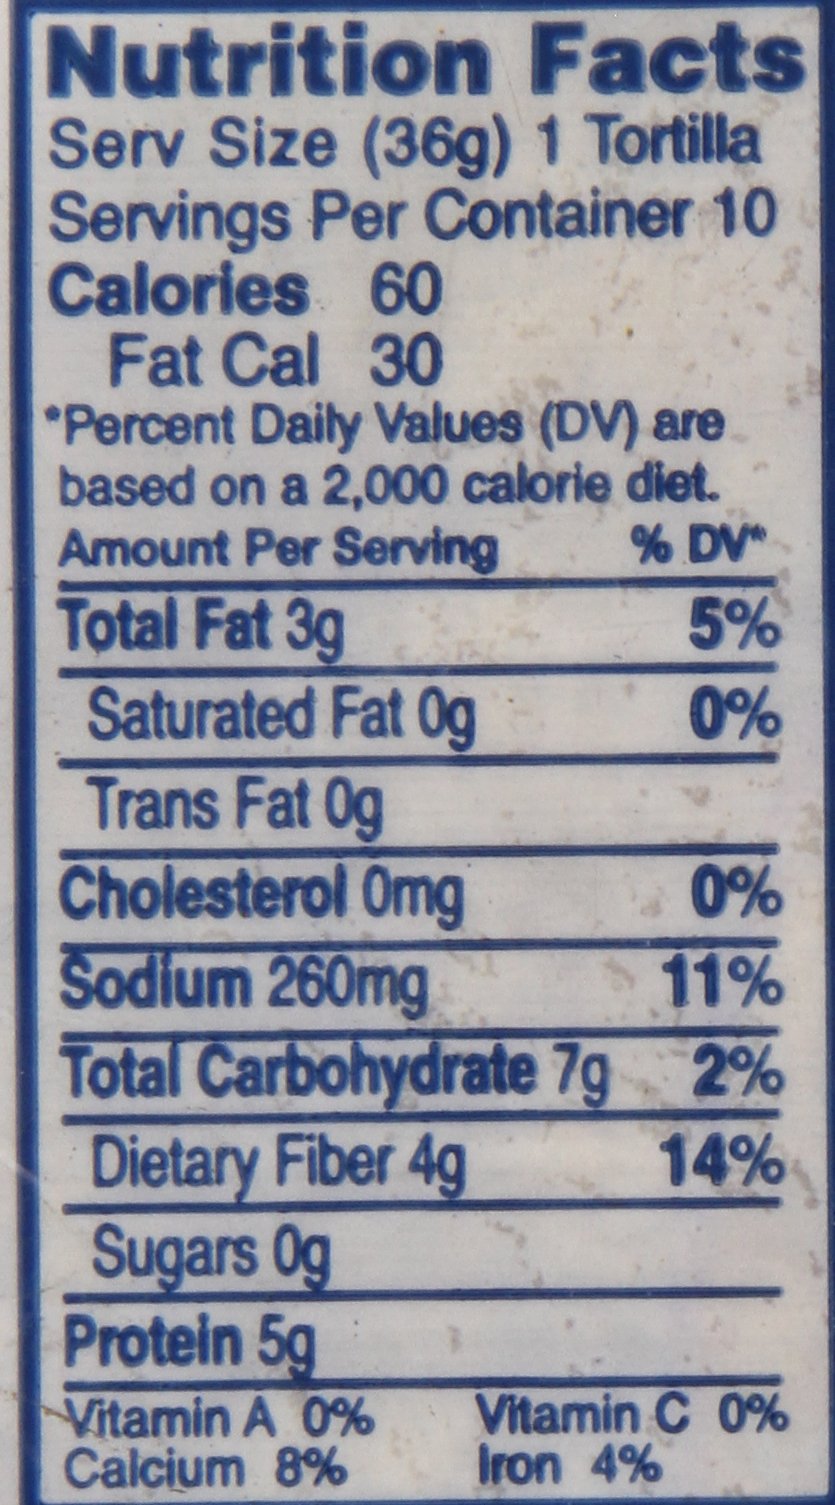 Nutrition Facts
Serv Size (36g) 1 Tortilla
Servings Per Container 10
Calories 60
Fat Cal 30
*Percent Daily Values (DV) are
based on a 2,000 calorie diet.
Amount Per Serving % DV*
Total Fat 3g 5%
Saturated Fat 0g 0%
Trans Fat 0g
Cholesterol 0mg 0%
Sodium 260mg 11%
Total Carbohydrate 7g 2%
Dietary Fiber 4g 14%
Sugars 0g
Protein 5g
Vitamin A 0% Vitamin C 0%
Calcium 8% Iron 4%